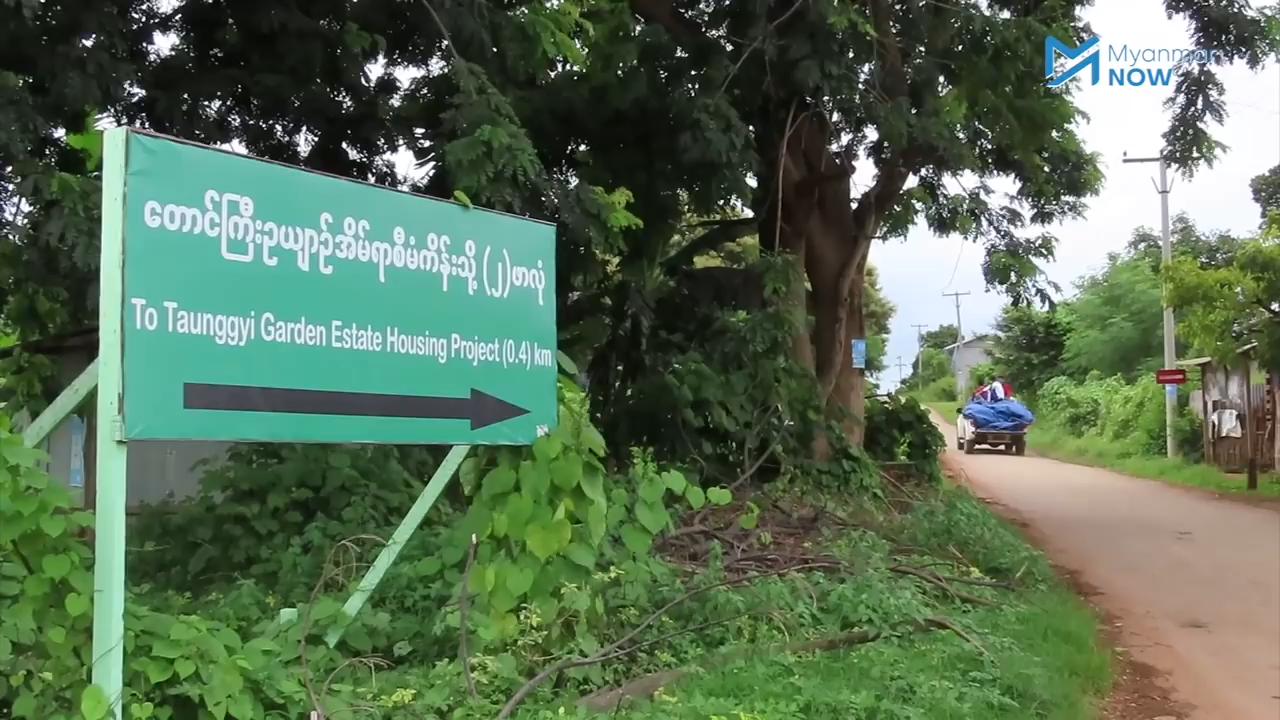 Myanmar
NOW
တောင်ကြီးဥယျာဉ်အိမ်ရာစီမံကိန်းသို့ (၂)ဖာလုံ
To Taunggyi Garden Estate Housing Project (0.4) km